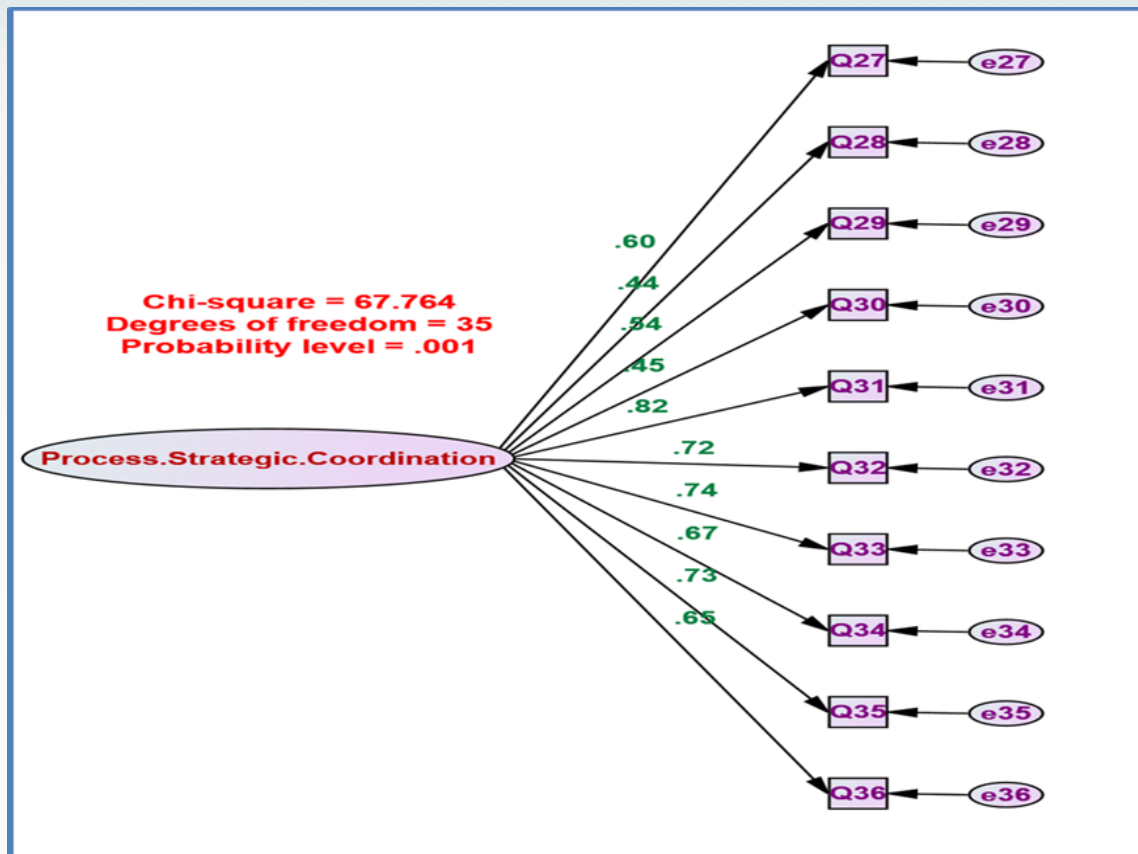 Q27 e27
Q28 e28
Q29 e29
.60
.44
Chi-square = 67.764
Q30 e30
Degrees of freedom = 35
.54
Probability level = .001
.45
Q31 e31
.82
.72
Process.Strategic.Coordination
Q32 e32
.74
.67
Q33 e33
.73
.65
Q34 e34
Q35 e35
Q36 e36